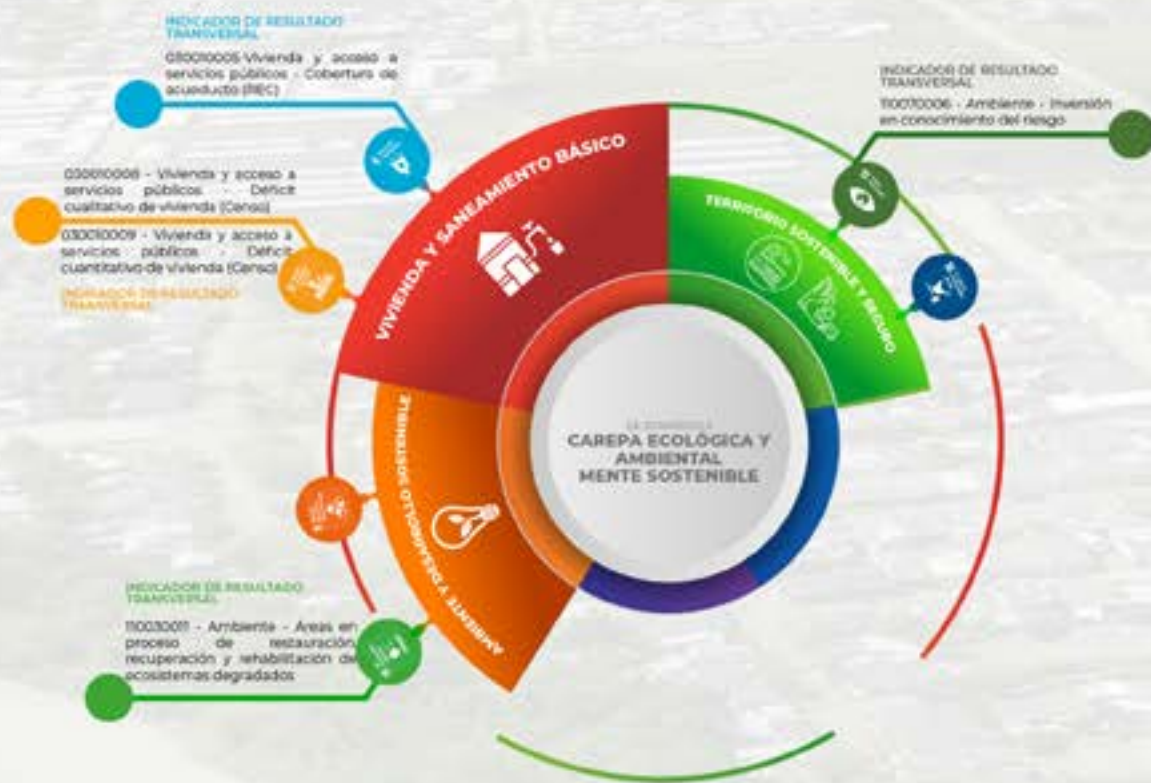 INDICADOR DE RESULTADO
TRANSVERSAL
030010005-Vivienda y acceso a
servicios públicos - Cobertura de
acueducto (REC)
INDICADOR DE RESULTADO
TRANSVERSAL
110070006 - Ambiente - Inversión
en conocimiento del riesgo
030010008 - Vivienda y acceso a
servicios públicos - Déficit
cualitativo de vivienda (Censo)
030010009 - Vivienda y acceso a
servicios públicos - Déficit
cuantitativo de vivienda (Censo)
INDICADOR DE RESULTADO
TRANSVERSAL
VIVIENDA Y SANEAMIENTO BÁSICO
TERRITORIO SOSTENIBLE Y SEGURO
AMBIENTE Y DESARROLLO SOSTENIBLE
CAREPA ECOLÓGICA Y
AMBIENTAL
MENTE SOSTENIBLE
INDICADOR DE RESULTADO
TRANSVERSAL
110030011 - Ambiente - Áreas en
proceso de restauración,
recuperación y rehabilitación de
ecosistemas degradados